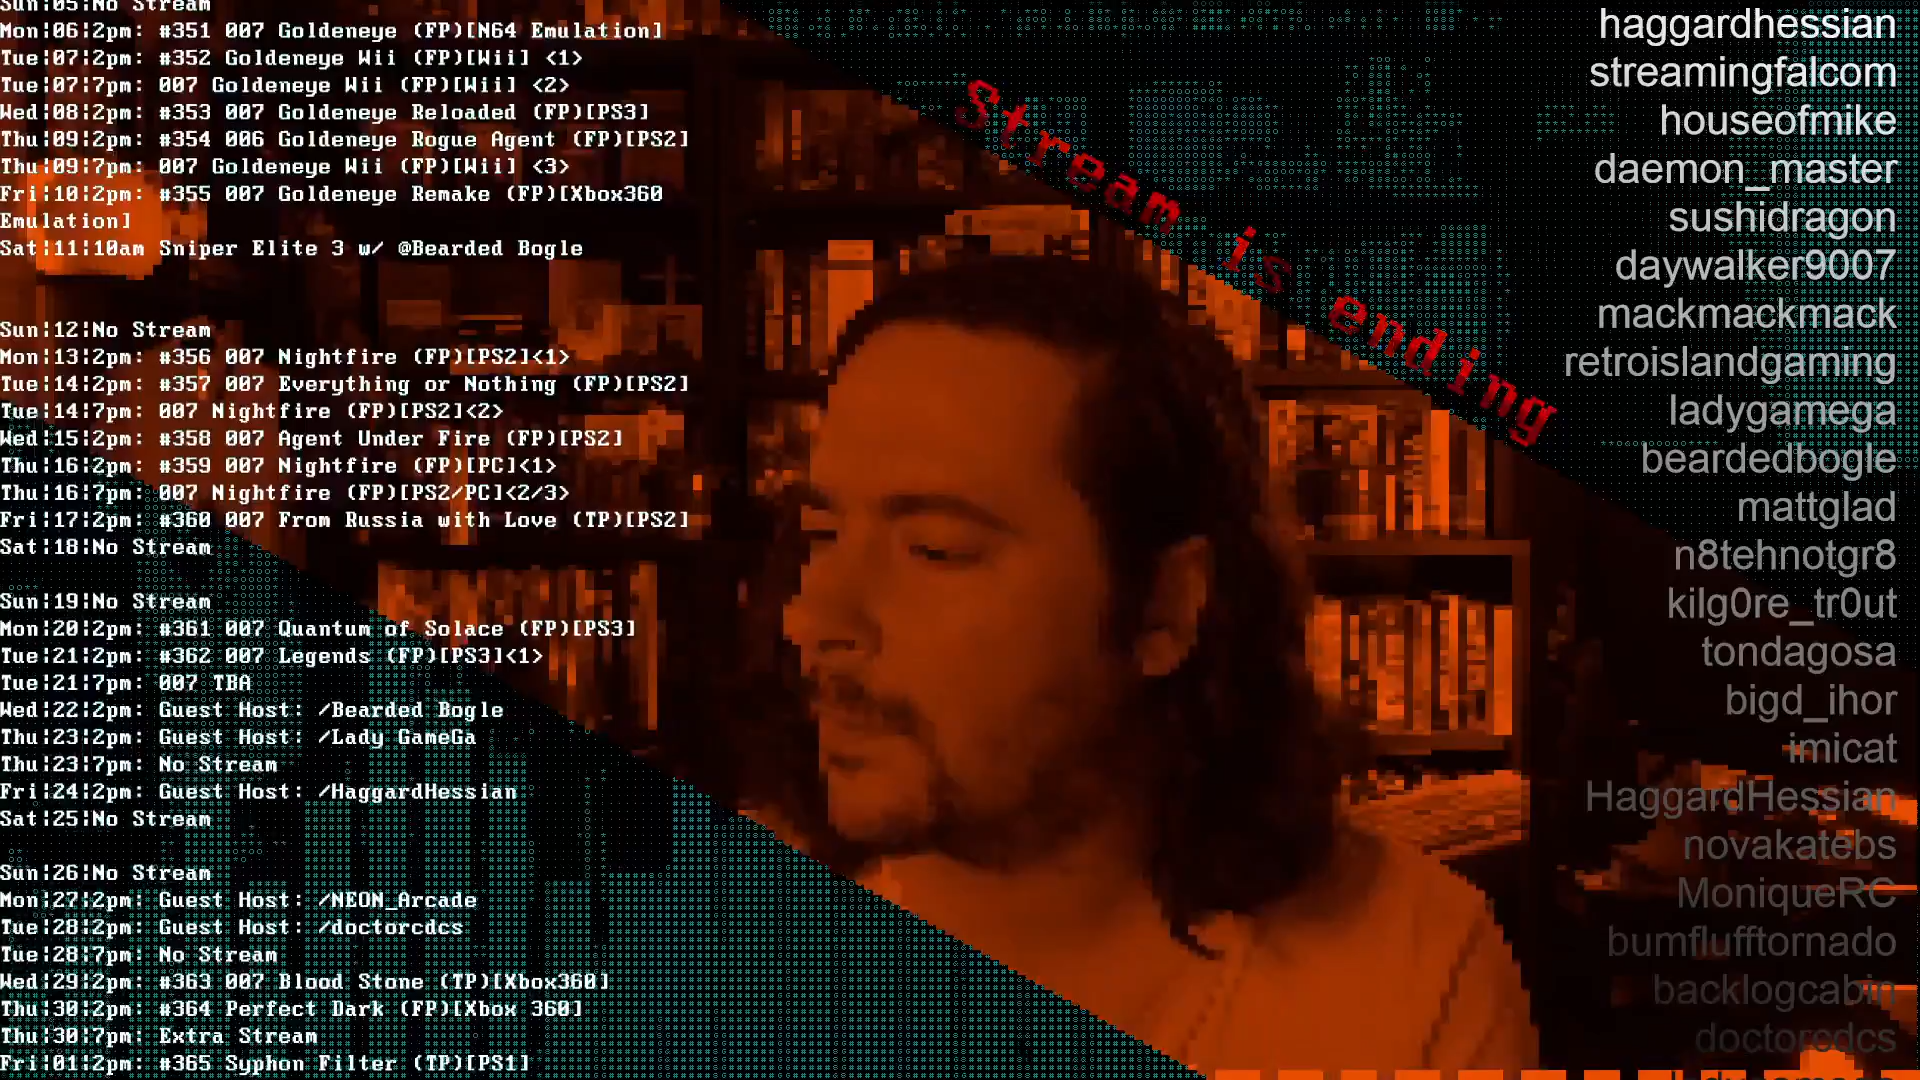 Sun¦05¦No Stream
Mon¦06¦2pm: #351 007 Goldeneye (FP)[N64 Emulation]
Tue¦07¦2pm: #352 Goldeneye Wii (FP)[Wii] <1>
Tue¦07¦7pm: 007 Goldeneye Wii (FP)[Wii] <2>
Wed¦08¦2pm: #353 007 Goldeneye Reloaded (FP)[PS3]
Thu¦09¦2pm: #354 006 Goldeneye Rogue Agent (FP)[PS2]
Thu¦09¦7pm: 007 Goldeneye Wii (FP)[Wii] <3>
Fri¦10¦2pm: #355 007 Goldeneye Remake (FP)[Xbox360
Emulation]
Sat¦11¦10am Sniper Elite 3 w/ @Bearded Bogle
Sun¦12¦No Stream
Mon¦13¦2pm: #356 007 Nightfire (FP)[PS2]<1>
Tue¦14¦2pm: #357 007 Everything or Nothing (FP)[PS2]
Tue¦14¦7pm: 007 Nightfire (FP)[PS2]<2>
Wed¦15¦2pm: #358 007 Agent Under Fire (FP)[PS2]
Thu¦16¦2pm: #359 007 Nightfire (FP)[PC]<1>
Thu¦16¦7pm: 007 Nightfire (FP)[PS2/PC]<2/3>
Fri¦17¦2pm: #360 007 From Russia with Love (TP)[PS2]
Sat¦18¦No Stream
Sun¦19¦No Stream
Mon¦20¦2pm: #361 007 Quantum of Solace (FP)[PS3]
Tue¦21¦2pm: #362 007 Legends (FP)[PS3]<1>
Tue¦21¦7pm: 007 TBA
Wed¦22¦2pm: Guest Host: /Bearded Bogle
Thu¦23¦2pm: Guest Host: /Lady GameGa
Thu¦23¦7pm: No Stream
Fri¦24¦2pm: Guest Host: /HaggardHessian
Sat¦25¦No Stream
Sun¦26¦No Stream
Mon¦27¦2pm: Guest Host: /NEON_Arcade
Tue¦28¦2pm: Guest Host: /doctorcdcs
Tue¦28¦7pm: No Stream
Wed¦29¦2pm: #363 007 Blood Stone (TP)[Xbox360]
Thu¦30¦2pm: #364 Perfect Dark (FP)[Xbox 360]
Thu¦30¦7pm: Extra Stream
Fri¦01¦2pm: #365 Syphon Filter (TP)[PS1]
Stream is ending
haggardhessian
streamingfalcom
houseofmike
daemon_master
sushidragon
daywalker9007
mackmackmack
retroislandgaming
ladygamega
beardedbogle
mattglad
n8tehnotgr8
kilg0re_tr0ut
tondagosa
bigd_ihor
imicat
HaggardHessian
novakatebs
MoniqueRC
bumflufftornado
backlogcabin
doctorcdcs